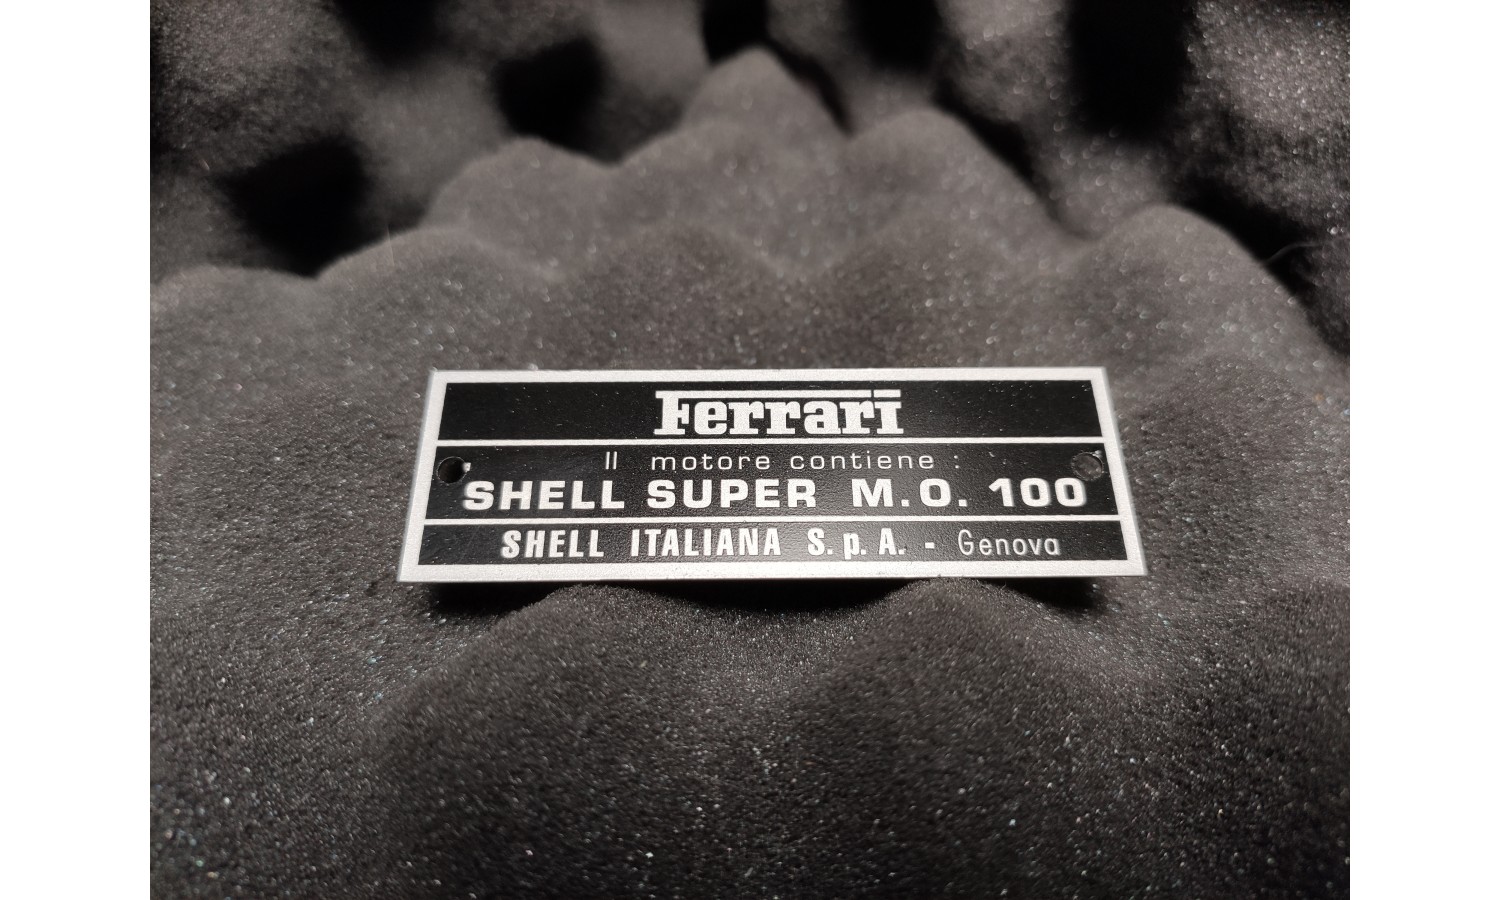 Ferrari
Il motore contiene :
SHELL SUPER M.O. 100
SHELL ITALIANA S.p.A. - Genova